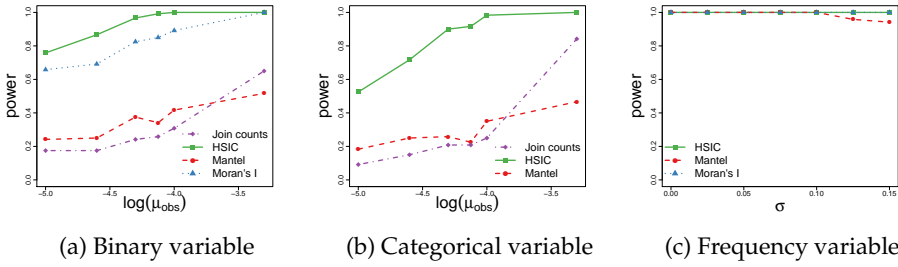 power
1.0
0.8
0.6
0.4
0.2
0.0
Join counts
HSIC
Mantel
Moran's I
−5.0
−4.5
−4.0
−3.5
log(μobs)
(a) Binary variable
power
1.0
0.8
0.6
0.4
0.2
0.0
Join counts
HSIC
Mantel
−5.0
−4.5
−4.0
−3.5
log(μobs)
(b) Categorical variable
power
1.0
0.8
0.6
0.4
0.2
0.0
HSIC
Mantel
Moran's I
0.00
0.05
0.10
0.15
σ
(c) Frequency variable